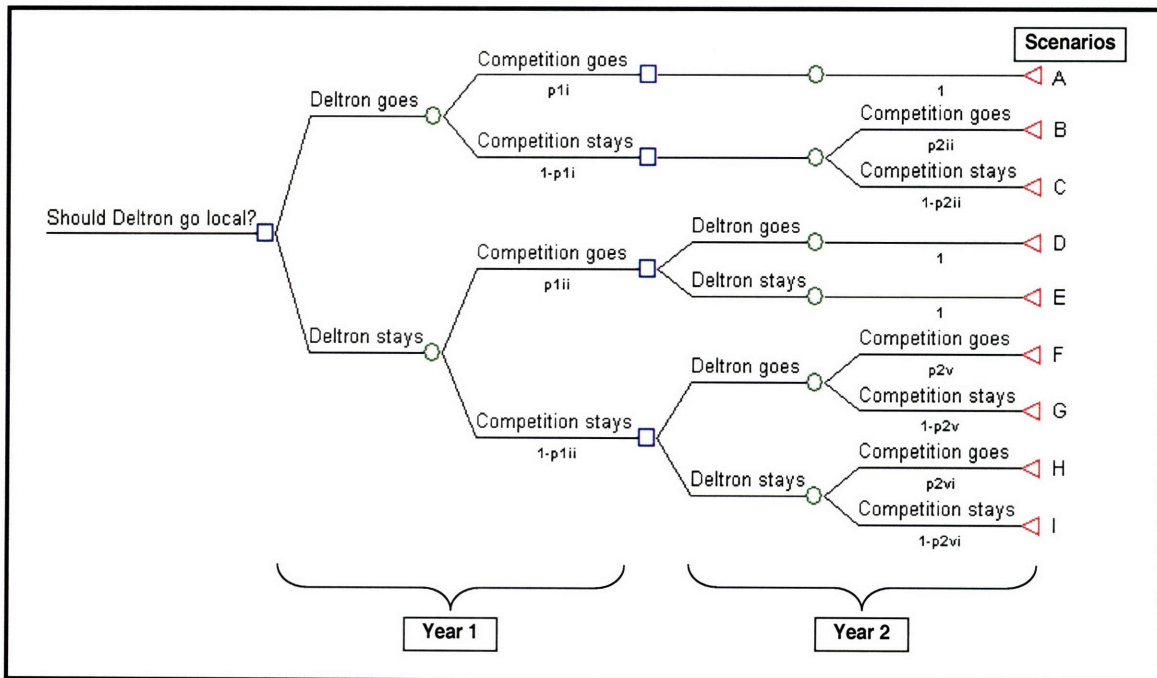 Scenarios
Competition goes
p1i
1
A
Deltron goes
Competition goes
p2ii
B
Competition stays
1-p1i
Competition stays
1-p2ii
C
Should Deltron go local?
Deltron goes
1
D
Competition goes
p1ii
Deltron stays
1
E
Deltron stays
Competition goes
p2v
F
Deltron goes
Competition stays
1-p2v
G
Competition stays
1-p1ii
Competition goes
p2vi
H
Deltron stays
Competition stays
1-p2vi
I
Year 1
Year 2